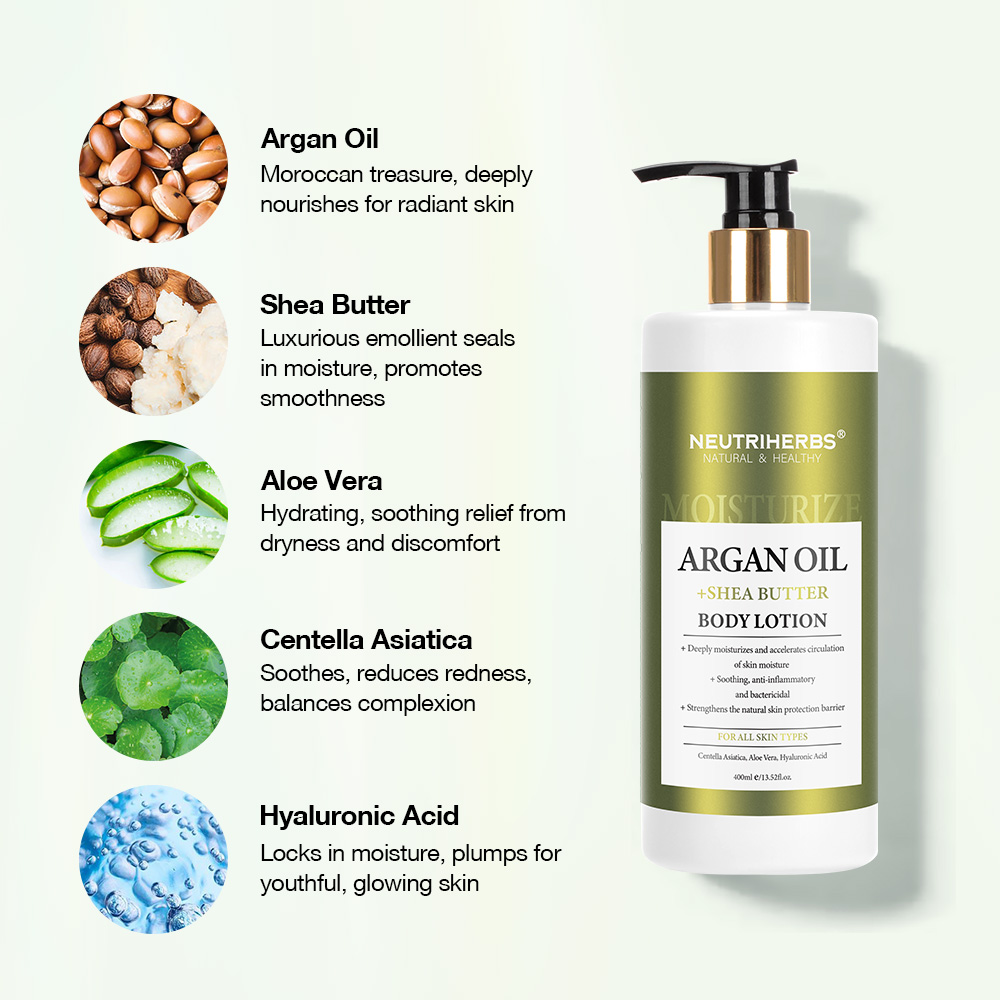 Argan Oil
Moroccan treasure, deeply
nourishes for radiant skin
Shea Butter
Luxurious emollient seals
in moisture, promotes
smoothness
Aloe Vera
Hydrating, soothing relief from
dryness and discomfort
Centella Asiatica
Soothes, reduces redness,
balances complexion
Hyaluronic Acid
Locks in moisture, plumps for
youthful, glowing skin
NEUTRIHERBS®
NATURAL & HEALTHY
MOISTURIZE
ARGAN OIL
+SHEA BUTTER
BODY LOTION
+ Deeply moisturizes and accelerates circulation
of skin moisture
+ Soothing, anti-inflammatory
and bactericidal
+ Strengthens the natural skin protection barrier
FOR ALL SKIN TYPES
Centella Asiatica, Aloe Vera, Hyaluronic Acid
400ml ℮/13.52fl.oz.